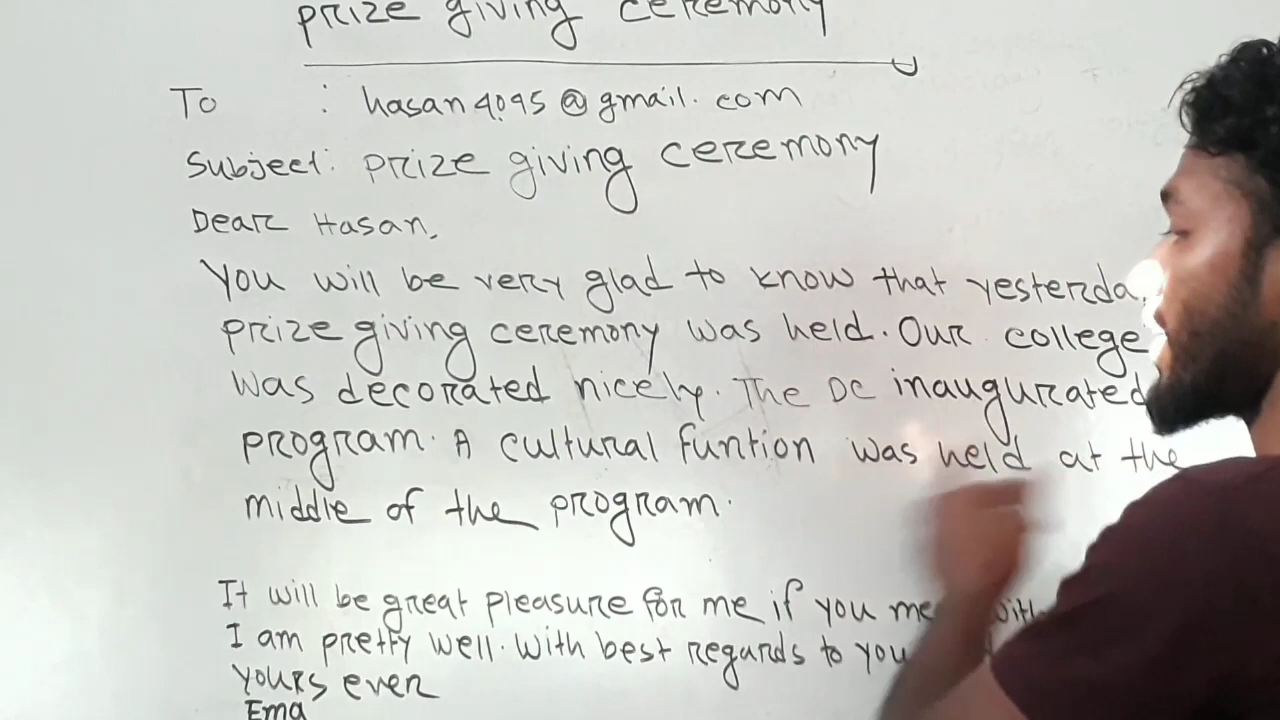 prize giving ceremony
To : hasan4095@gmail.com
Subject: prize giving ceremony
Dear Hasan,
You will be very glad to know that
prize giving ceremony was held. Our college
was decorated nicely. The DC inaugurated
program. A cultural funtion was held at the
middle of the program.
It will be great pleasure for me if you
I am pretty well. With best regards to you
yours ever
Ema